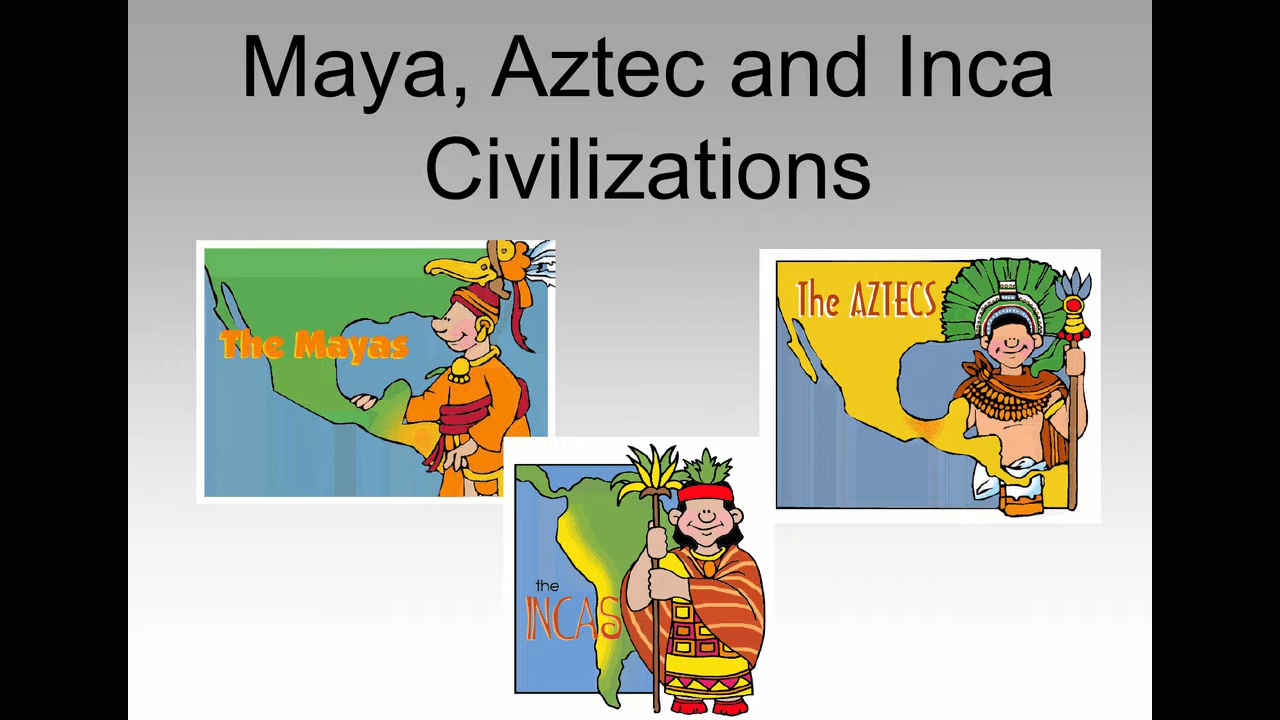 Maya, Aztec and Inca
Civilizations
The Mayas
The AZTECS
the
INCAS